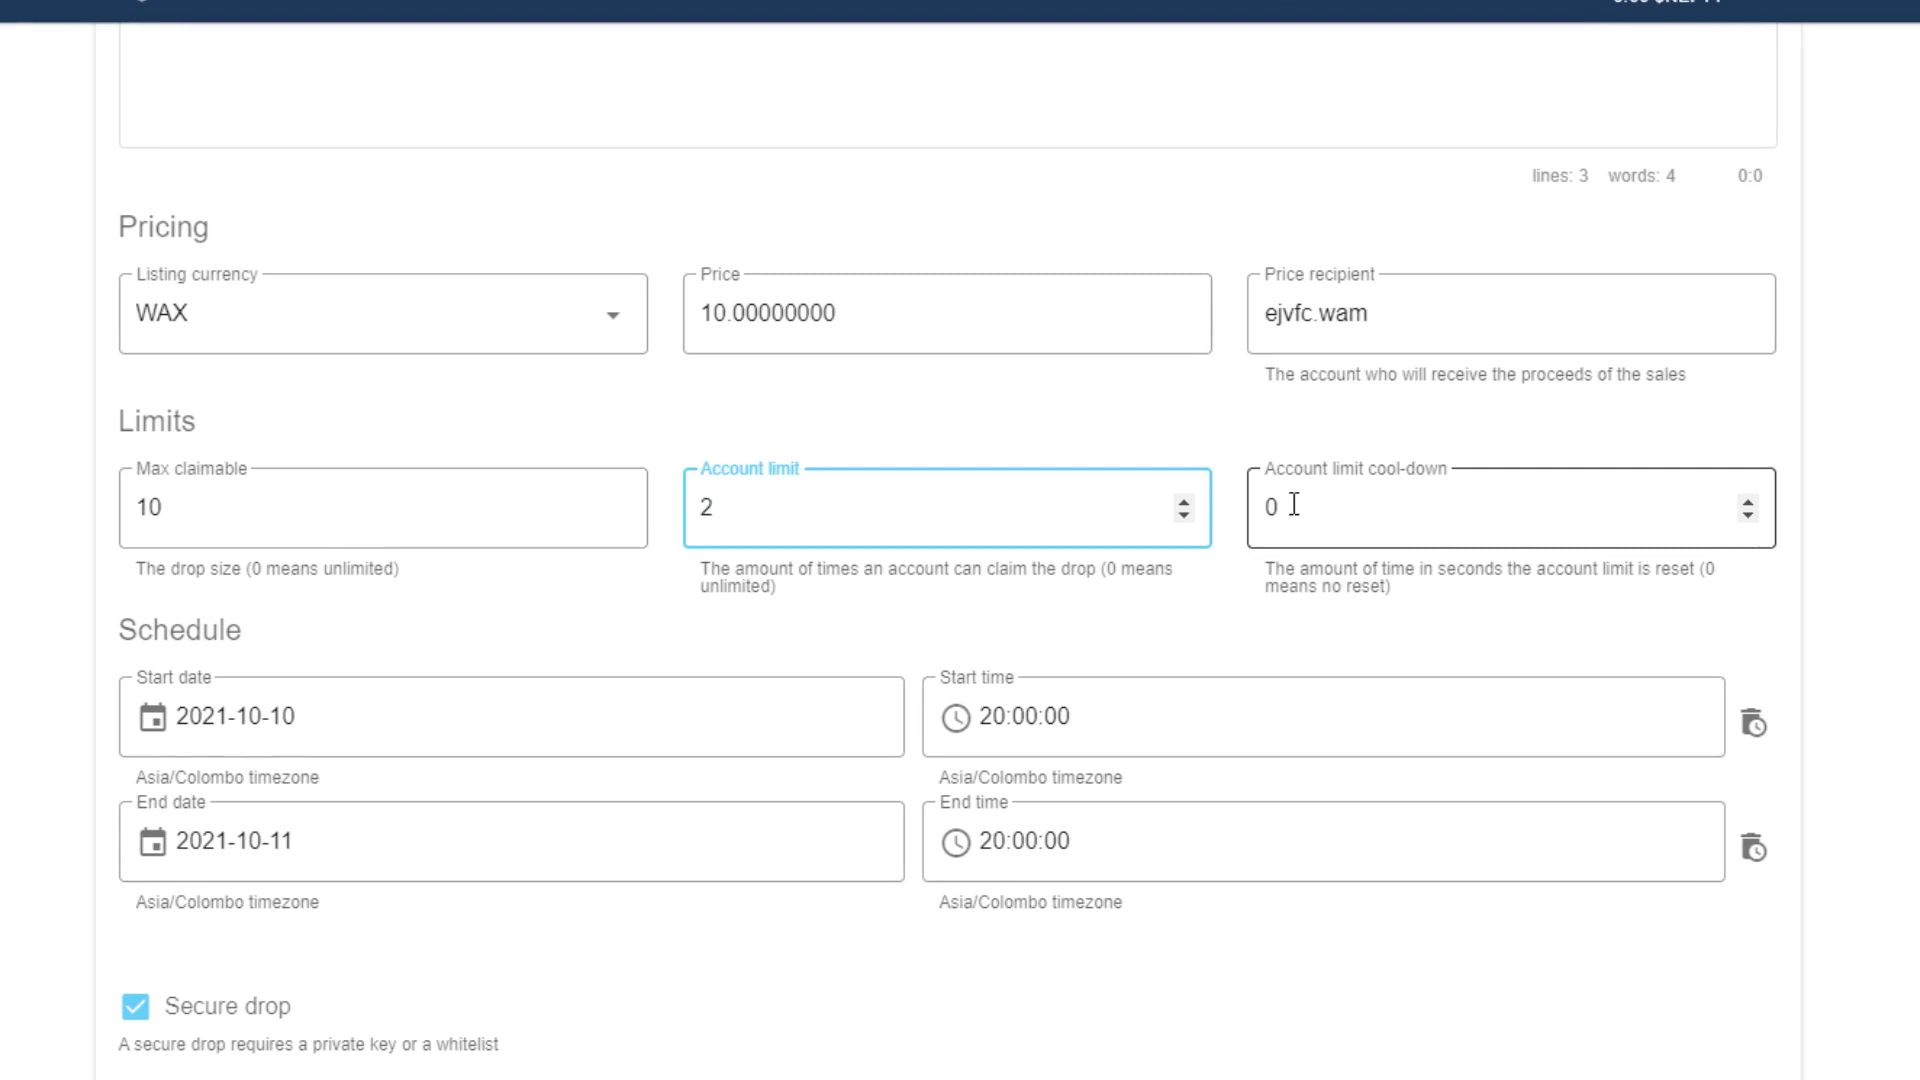 lines: 3 words: 4 0:0
Pricing
Listing currency
WAX
Price
10.00000000
Price recipient
ejvfc.wam
The account who will receive the proceeds of the sales
Limits
Max claimable
10
The drop size (0 means unlimited)
Account limit
2
The amount of times an account can claim the drop (0 means
unlimited)
Account limit cool-down
0
The amount of time in seconds the account limit is reset (0
means no reset)
Schedule
Start date
2021-10-10
Asia/Colombo timezone
Start time
20:00:00
Asia/Colombo timezone
End date
2021-10-11
Asia/Colombo timezone
End time
20:00:00
Asia/Colombo timezone
Secure drop
A secure drop requires a private key or a whitelist